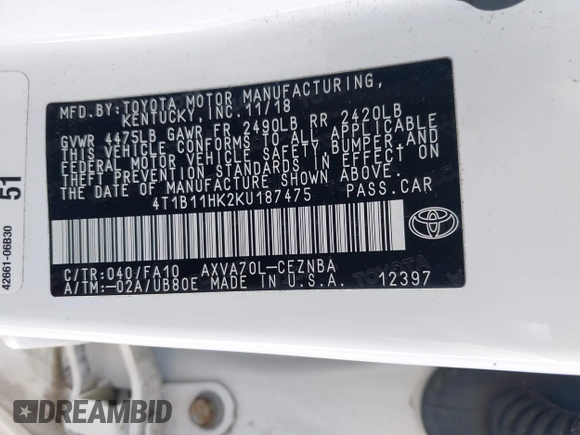 MFD.BY:TOYOTA MOTOR MANUFACTURING,
KENTUCKY, INC. 11/18
GVWR 4475LB GAWR FR 2490LB RR 2420LB
THIS VEHICLE CONFORMS TO ALL APPLICABLE
FEDERAL MOTOR VEHICLE SAFETY, BUMPER, AND
THEFT PREVENTION STANDARDS IN EFFECT ON THE
DATE OF MANUFACTURE SHOWN ABOVE.
4T1B11HK2KU187475 PASS.CAR
C/TR:040/FA10 AXVA70L-CEZNBA
A/TM:-02A/UB80E MADE IN U.S.A. 12397
42661-06B30
51
TOYOTA
DREAMBID